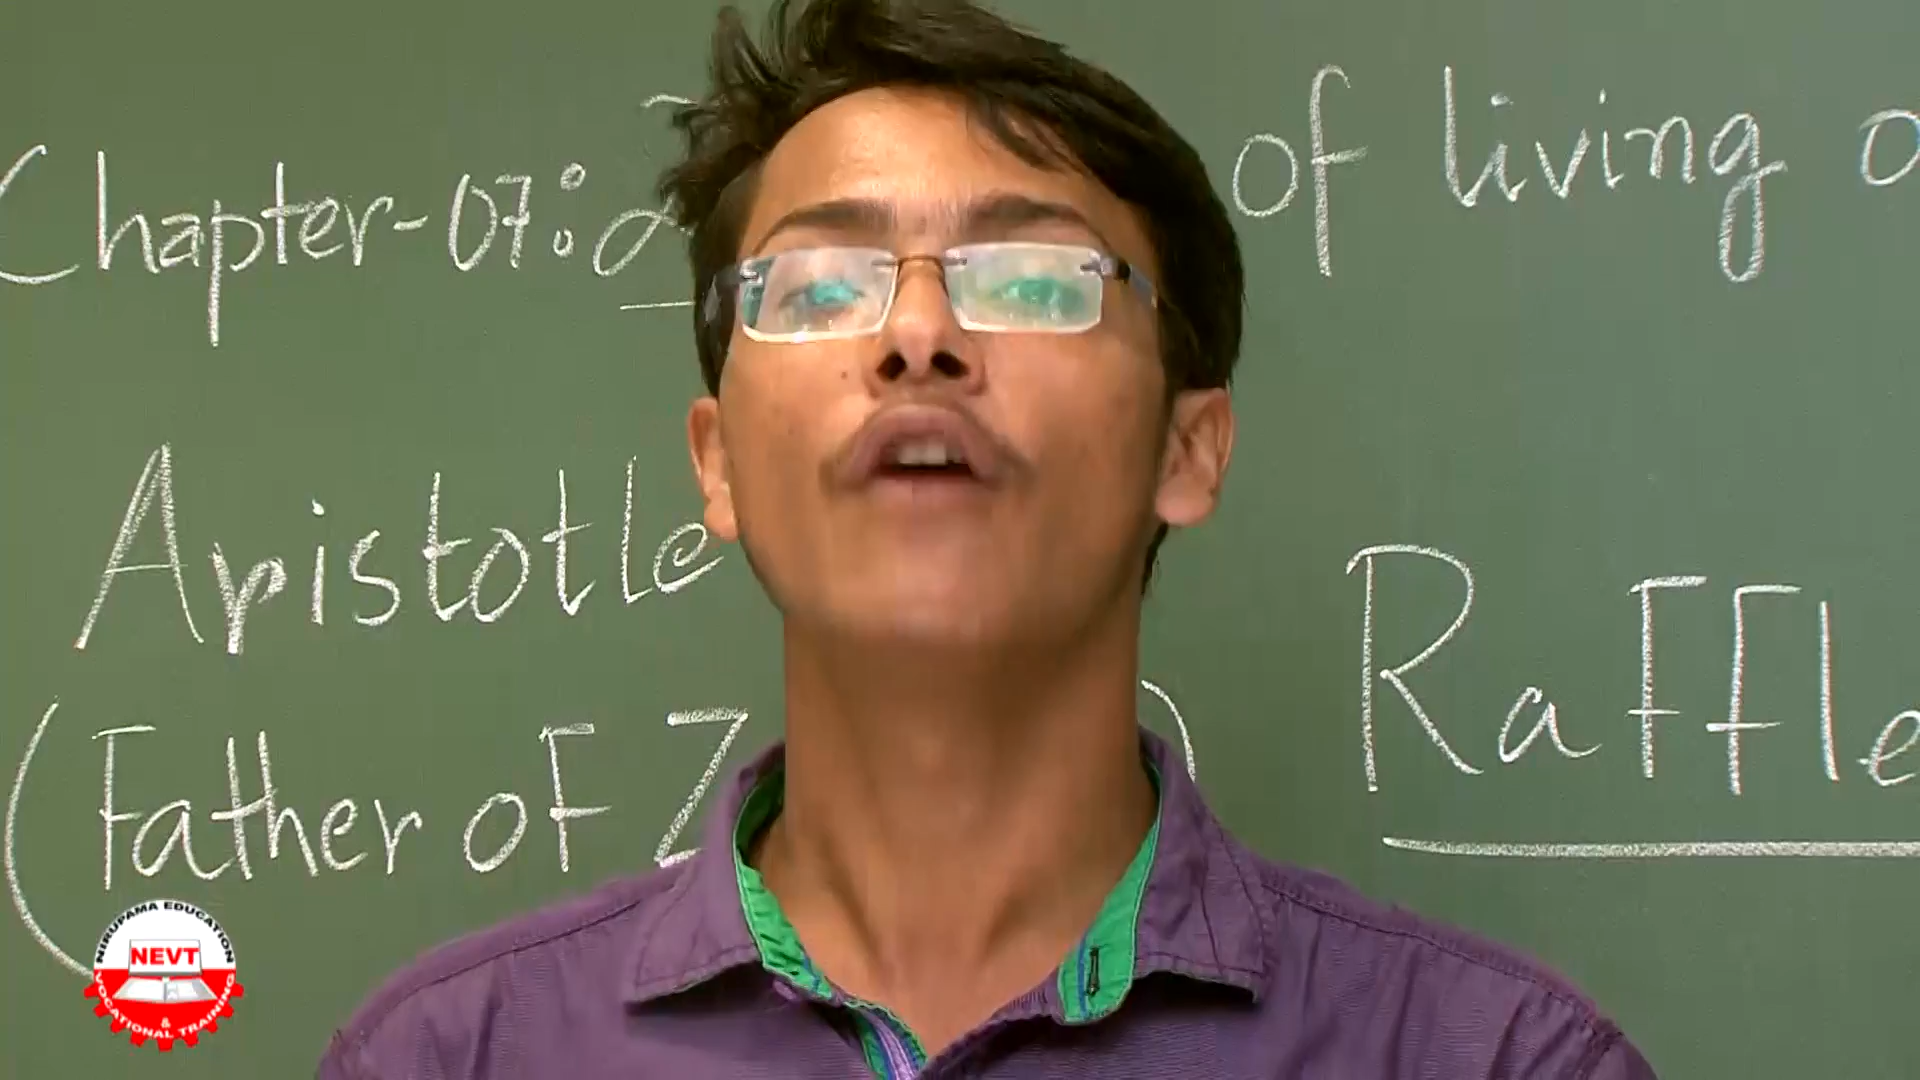 Chapter-07: of living
Aristotle
Raffle
(Father of Z )
NIRUPAMA EDUCATION
NEVT
&
VOCATIONAL TRAINING